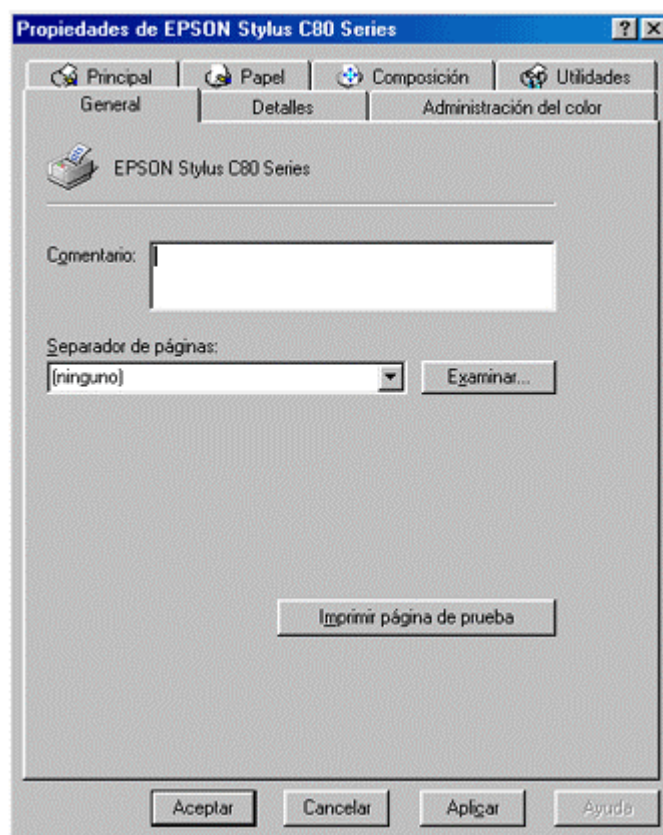 Propiedades de EPSON Stylus C80 Series
Principal Papel Composición Utilidades
General Detalles Administración del color
EPSON Stylus C80 Series
Comentario:
Separador de páginas:
(ninguno) Examinar...
Imprimir página de prueba
Aceptar Cancelar Aplicar Ayuda